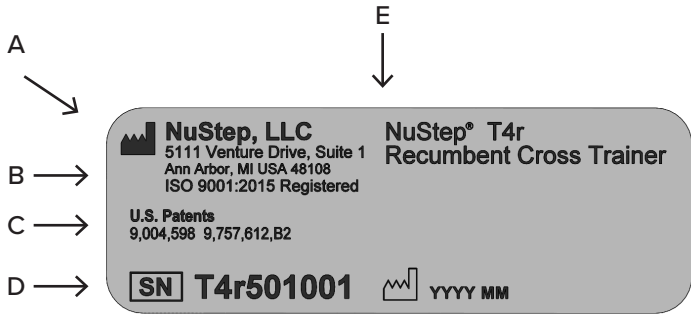 E
A
NuStep, LLC
5111 Venture Drive, Suite 1
Ann Arbor, MI USA 48108
ISO 9001:2015 Registered
NuStep® T4r
Recumbent Cross Trainer
B
C
U.S. Patents
9,004,598 9,757,612,B2
D
SN T4r501001
YYYY MM